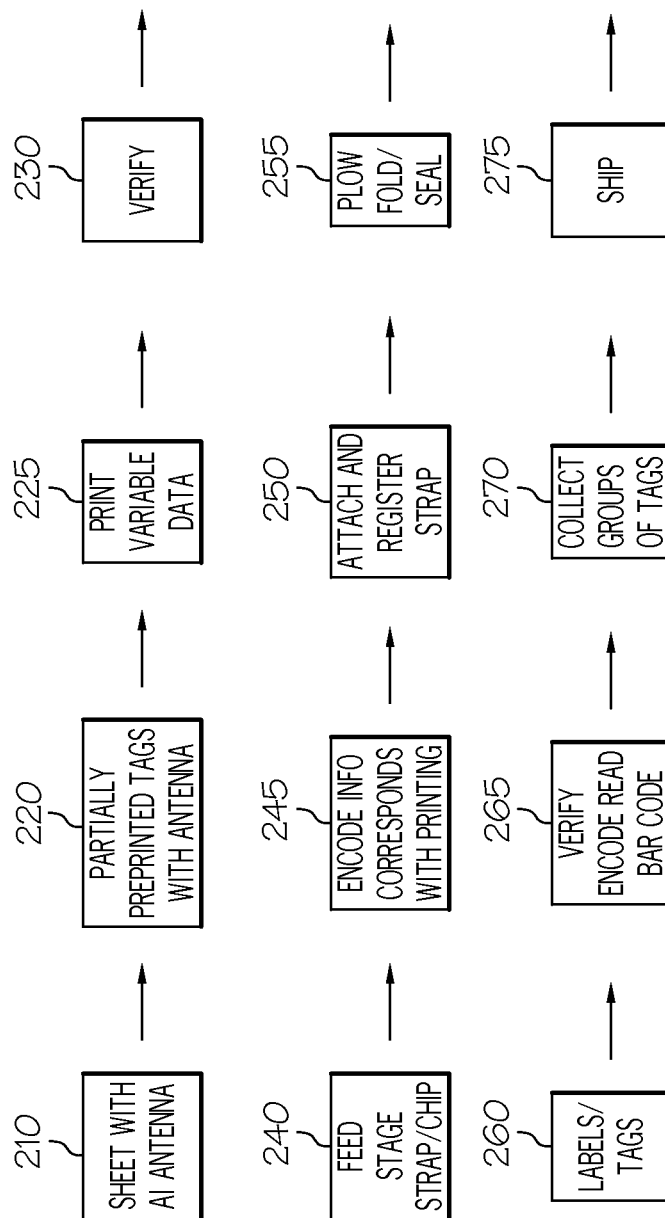 210
SHEET WITH
AI ANTENNA
220
PARTIALLY
PREPRINTED TAGS
WITH ANTENNA
225
PRINT
VARIABLE
DATA
230
VERIFY
240
FEED
STAGE
STRAP/CHIP
245
ENCODE INFO
CORRESPONDS
WITH PRINTING
250
ATTACH AND
REGISTER
STRAP
255
PLOW
FOLD/
SEAL
260
LABELS/
TAGS
265
VERIFY
ENCODE READ
BAR CODE
270
COLLECT
GROUPS
OF TAGS
275
SHIP